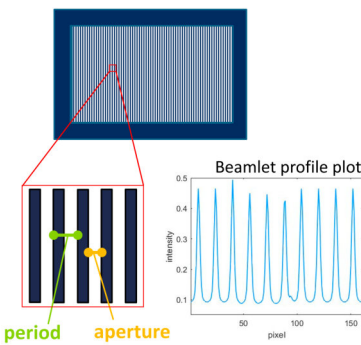 Beamlet profile plot
0.5
0.4
0.3
0.2
0.1
intensity
50
100
150
pixel
period
aperture